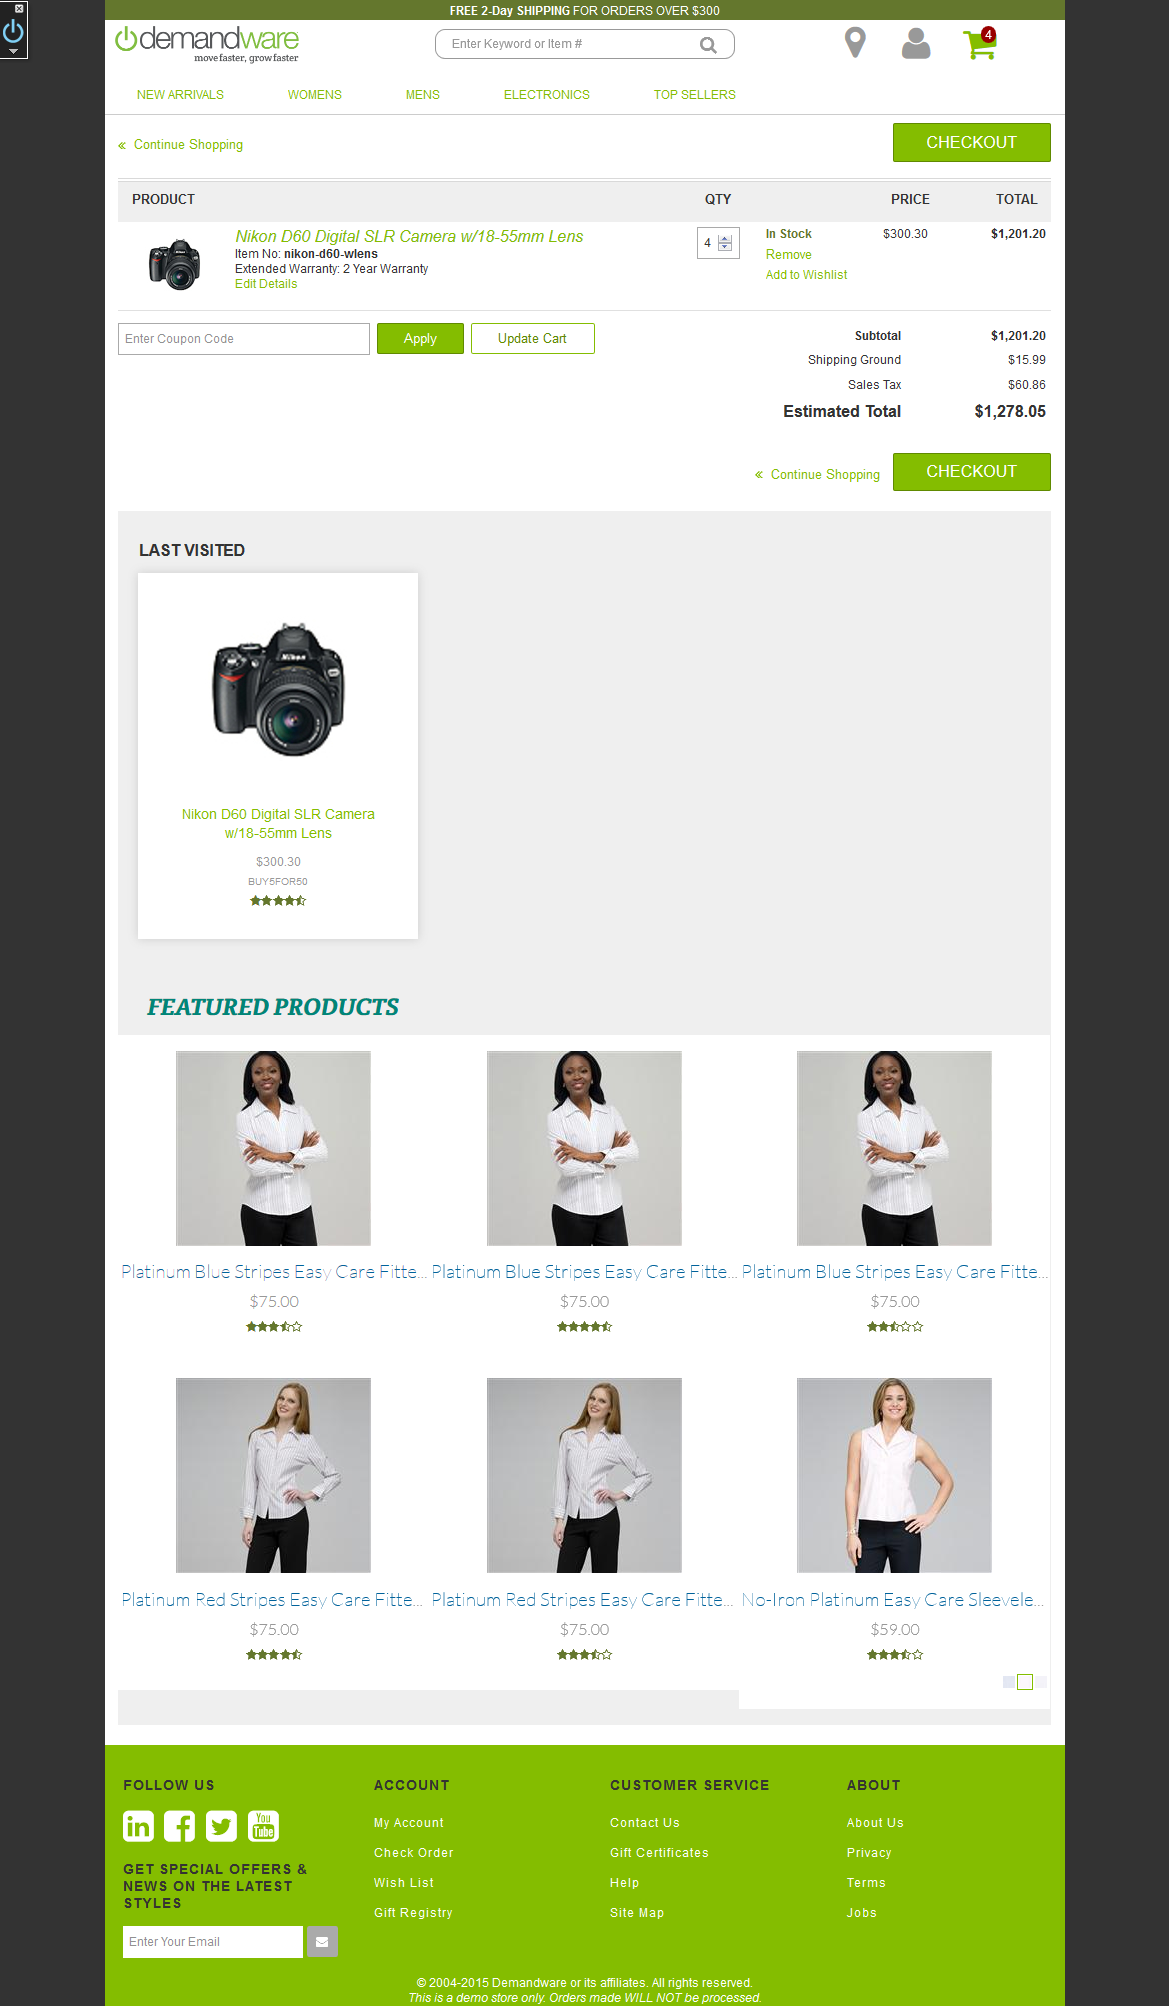 FREE 2-Day SHIPPING FOR ORDERS OVER $300
demandware
move faster, grow faster
Enter Keyword or Item #
4
NEW ARRIVALS WOMENS MENS ELECTRONICS TOP SELLERS
« Continue Shopping
CHECKOUT
PRODUCT QTY PRICE TOTAL
Nikon D60 Digital SLR Camera w/18-55mm Lens
Item No: nikon-d60-wlens
Extended Warranty: 2 Year Warranty
Edit Details
4
In Stock
Remove
Add to Wishlist
$300.30
$1,201.20
Enter Coupon Code
Apply
Update Cart
Subtotal $1,201.20
Shipping Ground $15.99
Sales Tax $60.86
Estimated Total $1,278.05
« Continue Shopping
CHECKOUT
LAST VISITED
Nikon
Nikon D60 Digital SLR Camera
w/18-55mm Lens
$300.30
BUY5FOR50
FEATURED PRODUCTS
Platinum Blue Stripes Easy Care Fitte...
$75.00
Platinum Blue Stripes Easy Care Fitte...
$75.00
Platinum Blue Stripes Easy Care Fitte...
$75.00
Platinum Red Stripes Easy Care Fitte...
$75.00
Platinum Red Stripes Easy Care Fitte...
$75.00
No-Iron Platinum Easy Care Sleevele...
$59.00
FOLLOW US
in
You
Tube
GET SPECIAL OFFERS &
NEWS ON THE LATEST
STYLES
Enter Your Email
ACCOUNT
My Account
Check Order
Wish List
Gift Registry
CUSTOMER SERVICE
Contact Us
Gift Certificates
Help
Site Map
ABOUT
About Us
Privacy
Terms
Jobs
© 2004-2015 Demandware or its affiliates. All rights reserved.
This is a demo store only. Orders made WILL NOT be processed.